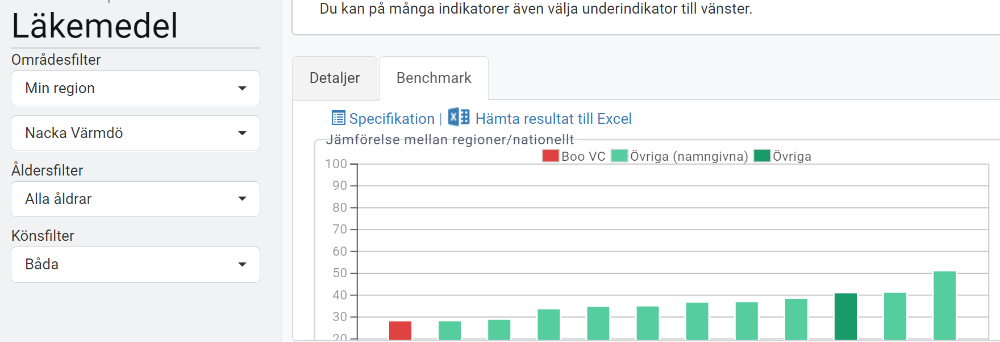 Läkemedel
Områdesfilter
Min region
Nacka Värmdö
Åldersfilter
Alla åldrar
Könsfilter
Båda
Du kan på många indikatorer även välja underindikator till vänster.
Detaljer
Benchmark
Specifikation | Hämta resultat till Excel
Jämförelse mellan regioner/nationellt
Boo VC Övriga (namngivna) Övriga
100
90
80
70
60
50
40
30
20